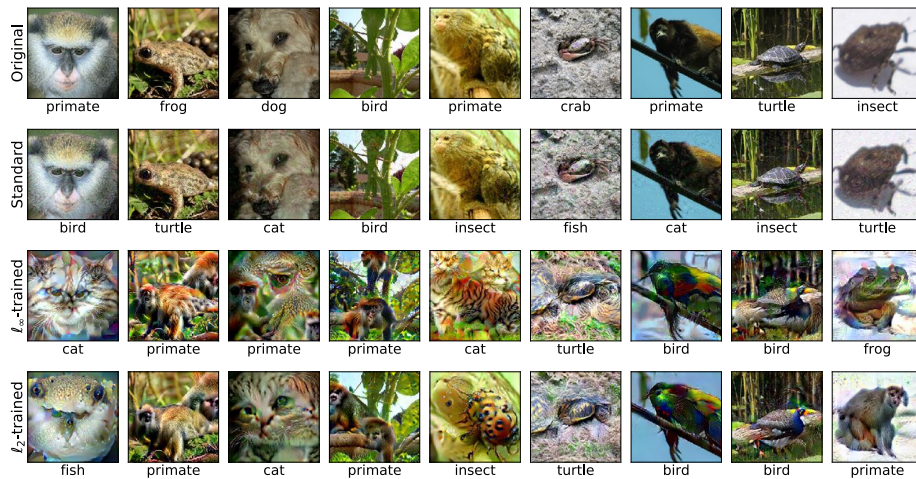 Original
primate frog dog bird primate crab primate turtle insect
Standard
bird turtle cat bird insect fish cat insect turtle
ℓ∞-trained
cat primate primate primate cat turtle bird bird frog
ℓ2-trained
fish primate cat primate insect turtle bird bird primate